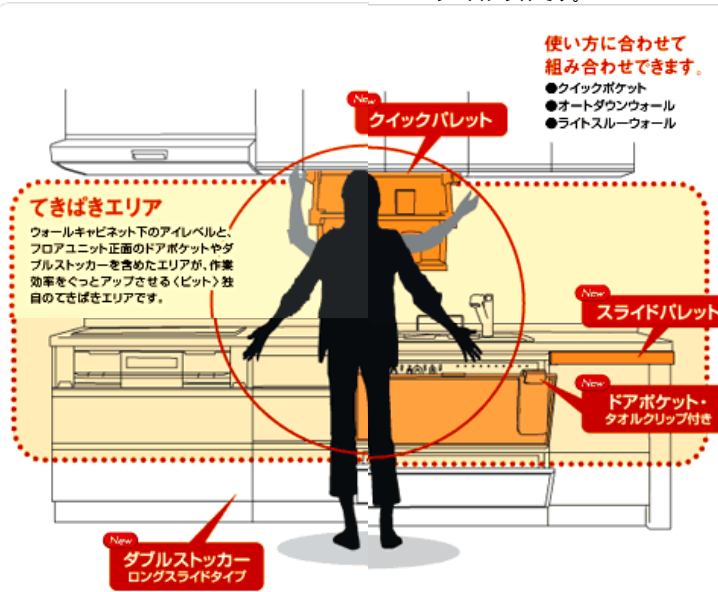 使い方に合わせて
組み合わせできます。
●クイックポケット
●オートダウンウォール
●ライトスルーウォール
New
クイックパレット
てきぱきエリア
ウォールキャビネット下のアイレベルと、
フロアユニット正面のドアポケットやダ
ブルストッカーを含めたエリアが、作業
効率をぐっとアップさせる〈ピット〉独
自のてきぱきエリアです。
New
スライドパレット
New
ドアポケット・
タオルクリップ付き
New
ダブルストッカー
ロングスライドタイプ